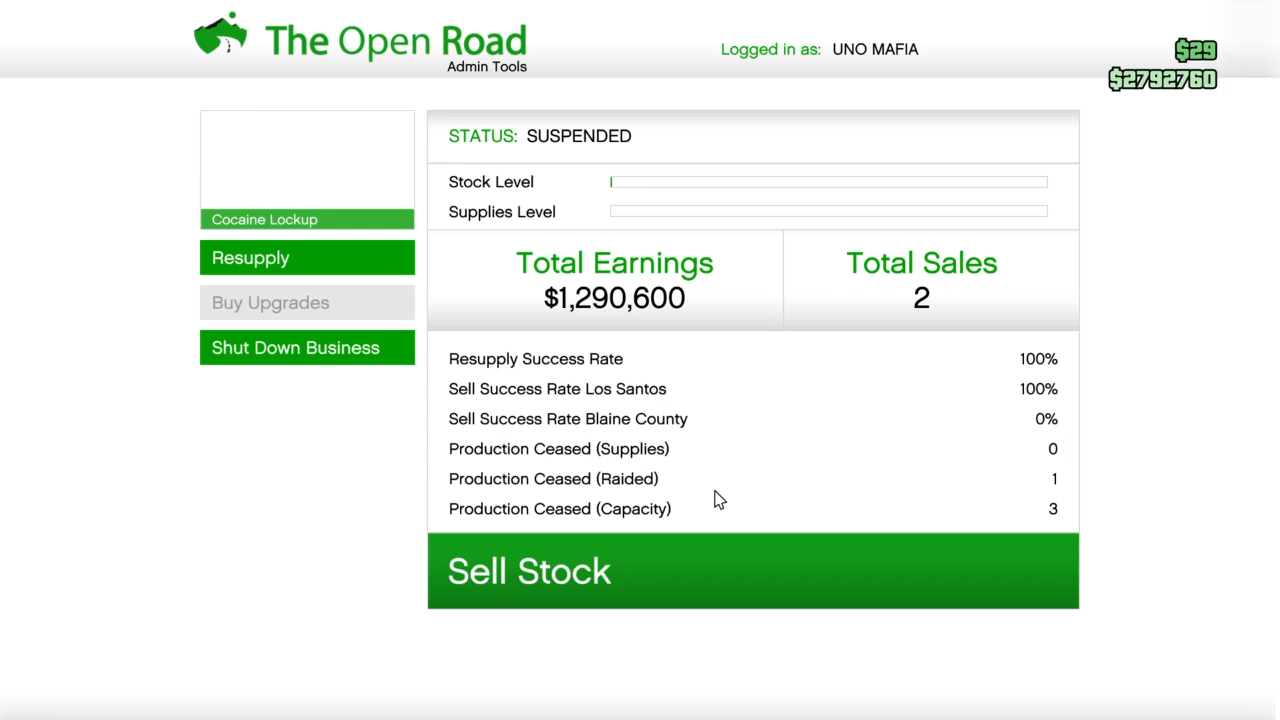 The Open Road
Admin Tools
Logged in as: UNO MAFIA
$29
$2792760
Cocaine Lockup
Resupply
Buy Upgrades
Shut Down Business
STATUS: SUSPENDED
Stock Level
Supplies Level
Total Earnings
$1,290,600
Total Sales
2
Resupply Success Rate 100%
Sell Success Rate Los Santos 100%
Sell Success Rate Blaine County 0%
Production Ceased (Supplies) 0
Production Ceased (Raided) 1
Production Ceased (Capacity) 3
Sell Stock